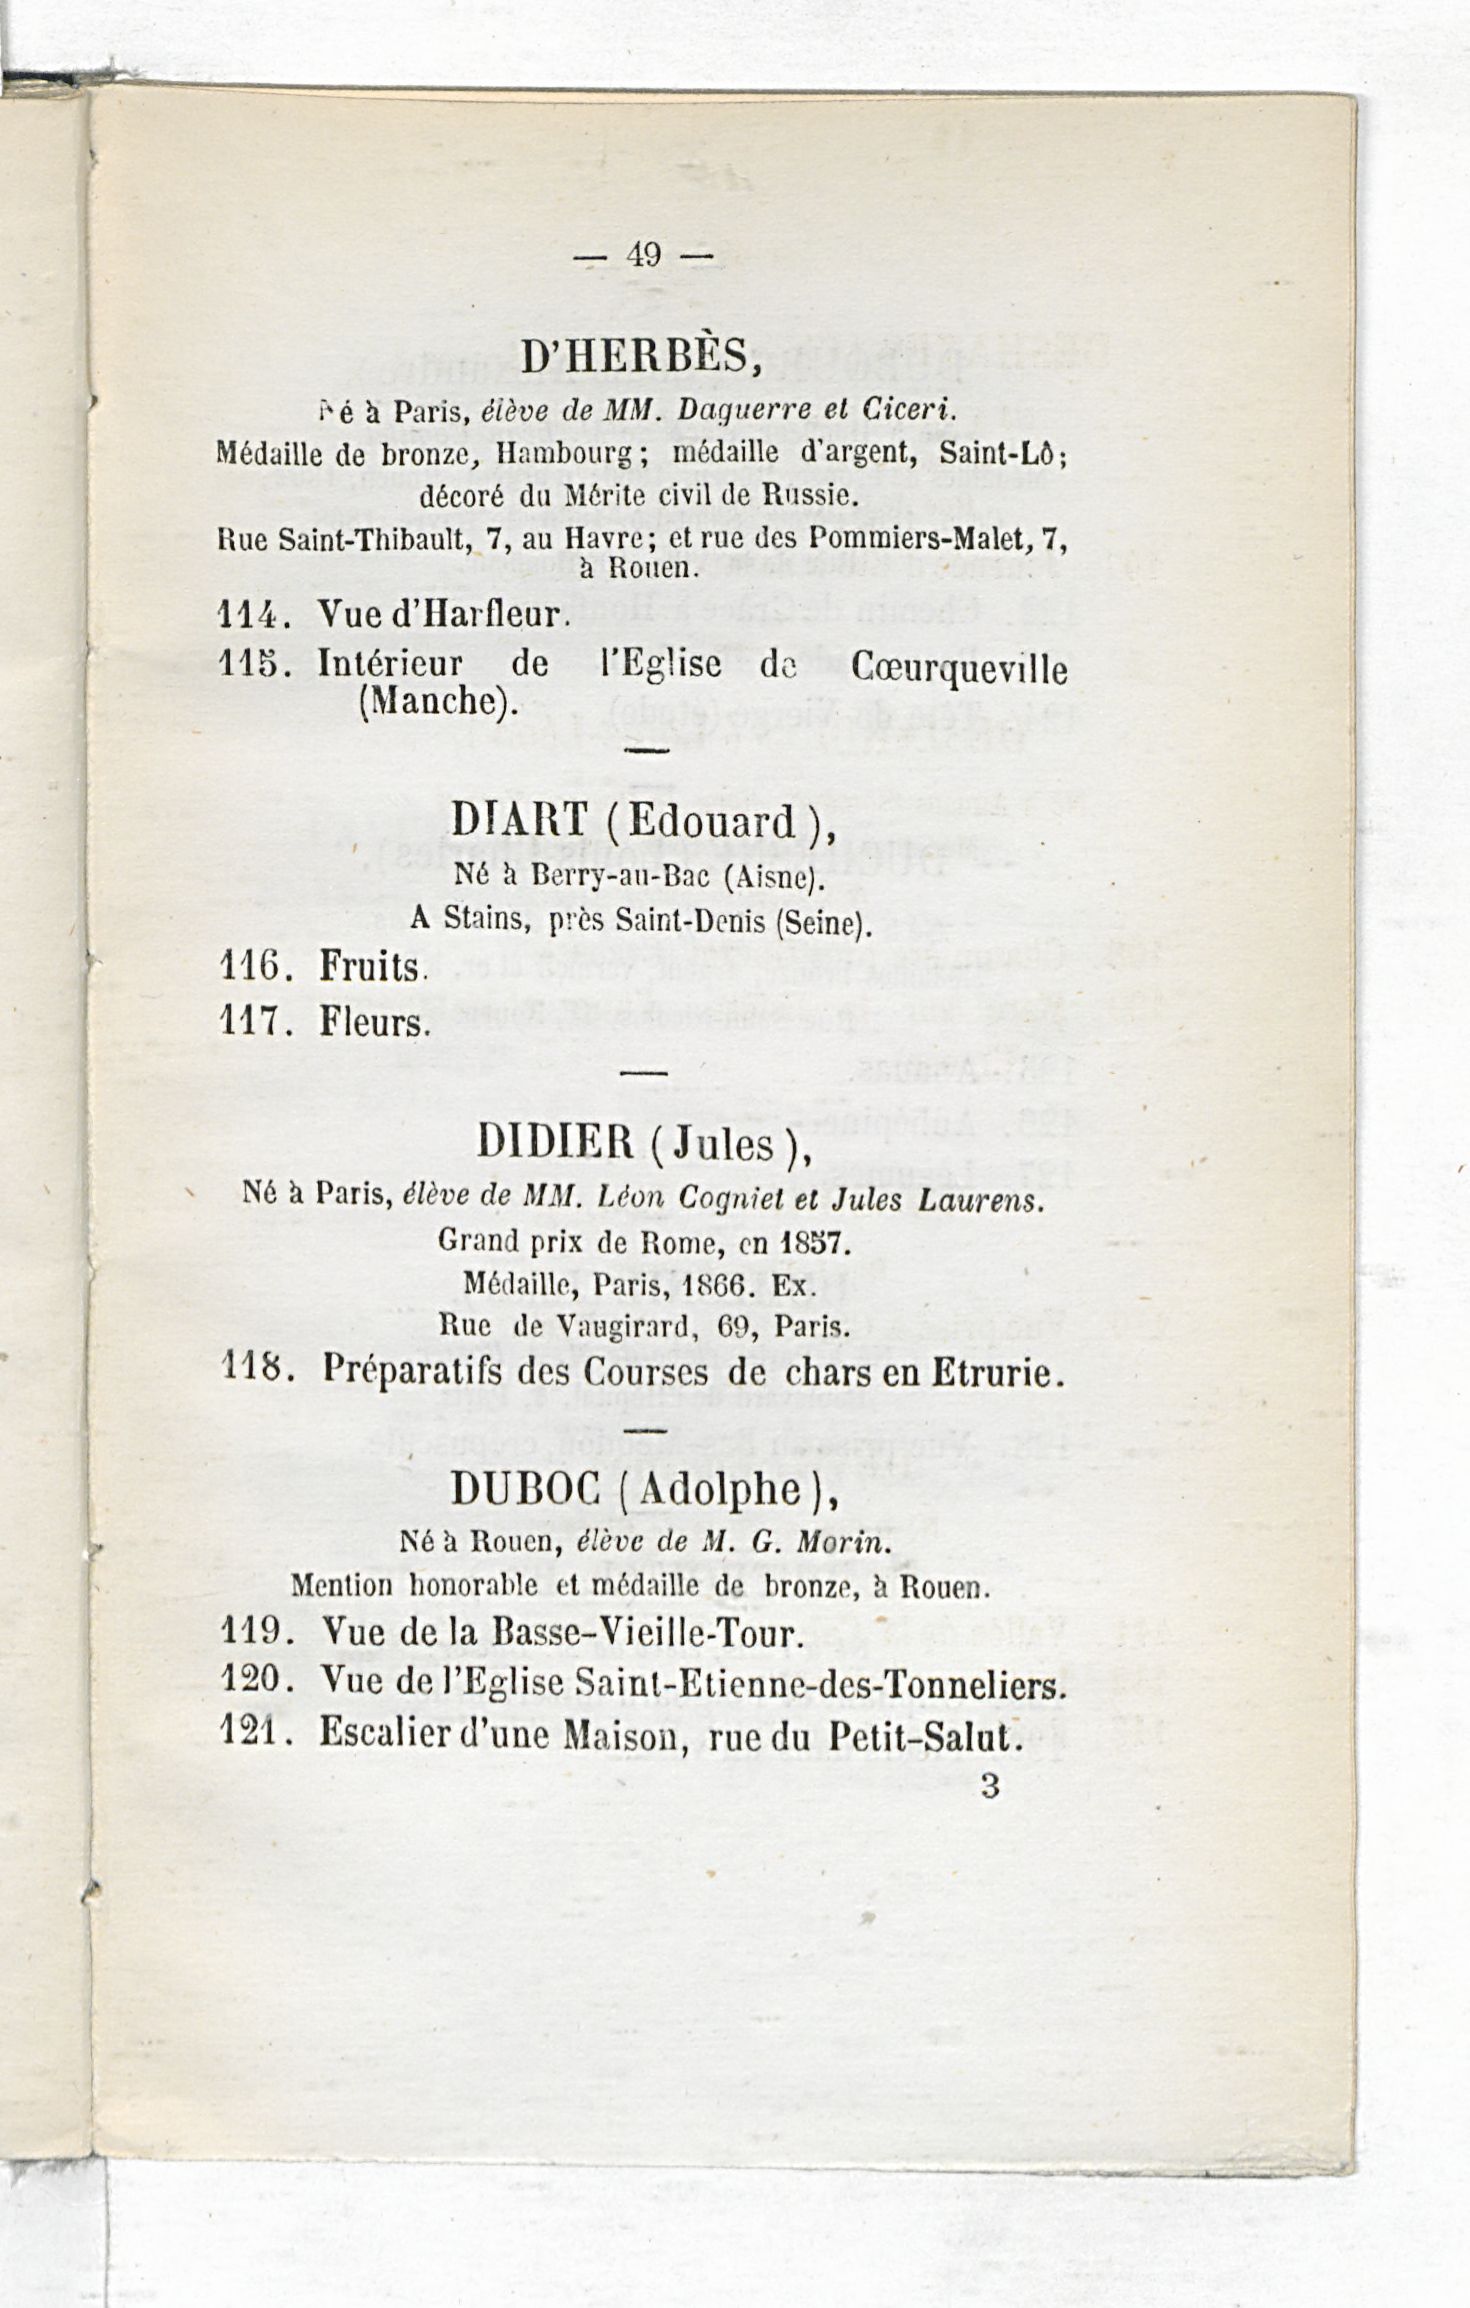 — 49 —
D'HERBÈS,
Né à Paris, élève de MM. Daguerre et Ciceri.
Médaille de bronze, Hambourg; médaille d'argent, Saint-Lô;
décoré du Mérite civil de Russie.
Rue Saint-Thibault, 7, au Havre; et rue des Pommiers-Malet, 7,
à Rouen.
114. Vue d'Harfleur.
115. Intérieur de l'Eglise de Cœurqueville
(Manche).
—
DIART (Edouard),
Né à Berry-au-Bac (Aisne).
A Stains, près Saint-Denis (Seine).
116. Fruits.
117. Fleurs.
—
DIDIER (Jules),
Né à Paris, élève de MM. Léon Cogniet et Jules Laurens.
Grand prix de Rome, en 1857.
Médaille, Paris, 1866. Ex.
Rue de Vaugirard, 69, Paris.
118. Préparatifs des Courses de chars en Etrurie.
—
DUBOC (Adolphe),
Né à Rouen, élève de M. G. Morin.
Mention honorable et médaille de bronze, à Rouen.
119. Vue de la Basse-Vieille-Tour.
120. Vue de l'Eglise Saint-Etienne-des-Tonneliers.
121. Escalier d'une Maison, rue du Petit-Salut.
3